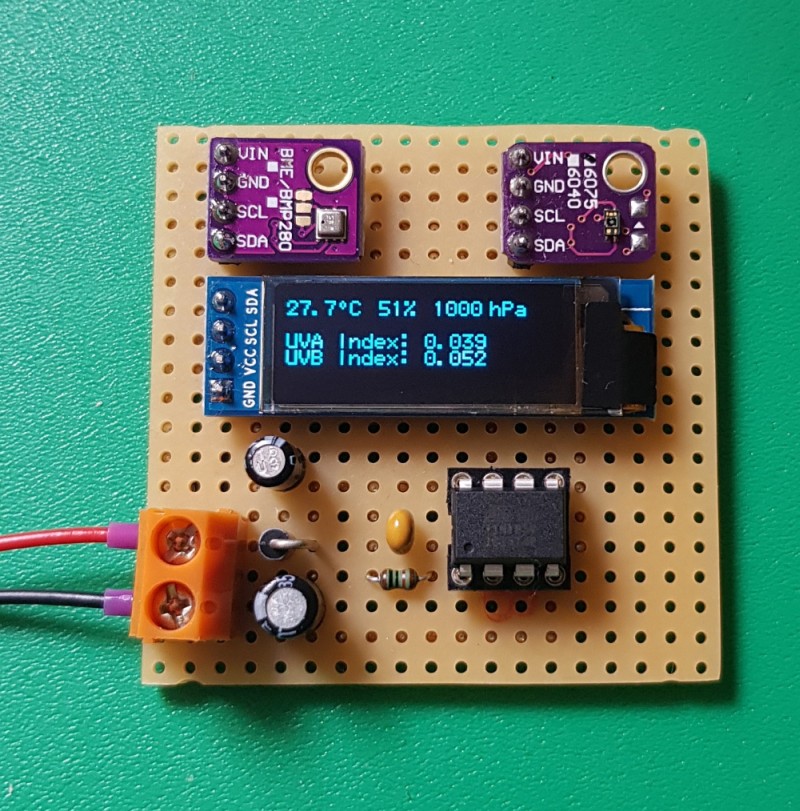 VIN
GND
SCL
SDA
BME/BMP280
VIN
GND
SCL
SDA
6075
6040
GND VCC SCL SDA
27.7°C 51% 1000 hPa
UVA Index: 0.039
UVB Index: 0.052